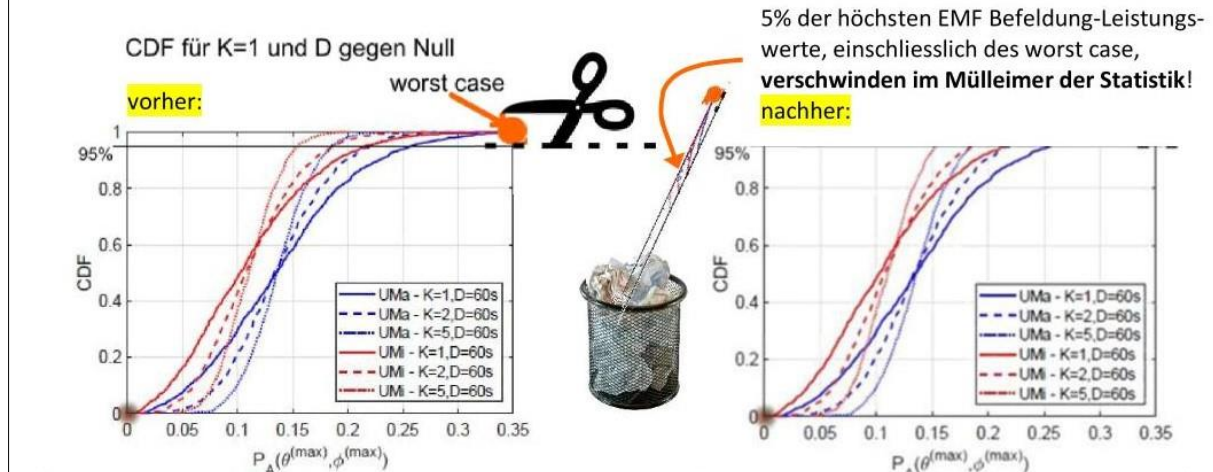 CDF für K=1 und D gegen Null
worst case
vorher:
1
95%
0.8
0.6
0.4
0.2
0
CDF
UMa - K=1,D=60s
UMa - K=2,D=60s
UMa - K=5,D=60s
UMi - K=1,D=60s
UMi - K=2,D=60s
UMi - K=5,D=60s
0 0.05 0.1 0.15 0.2 0.25 0.3 0.35
P_A(θ^(max),ϕ^(max))
5% der höchsten EMF Befeldung-Leistungs-
werte, einschliesslich des worst case,
verschwinden im Mülleimer der Statistik!
nachher:
95%
0.8
0.6
0.4
0.2
0
CDF
UMa - K=1,D=60s
UMa - K=2,D=60s
UMa - K=5,D=60s
UMi - K=1,D=60s
UMi - K=2,D=60s
UMi - K=5,D=60s
0 0.05 0.1 0.15 0.2 0.25 0.3 0.35
P_A(θ^(max),ϕ^(max))